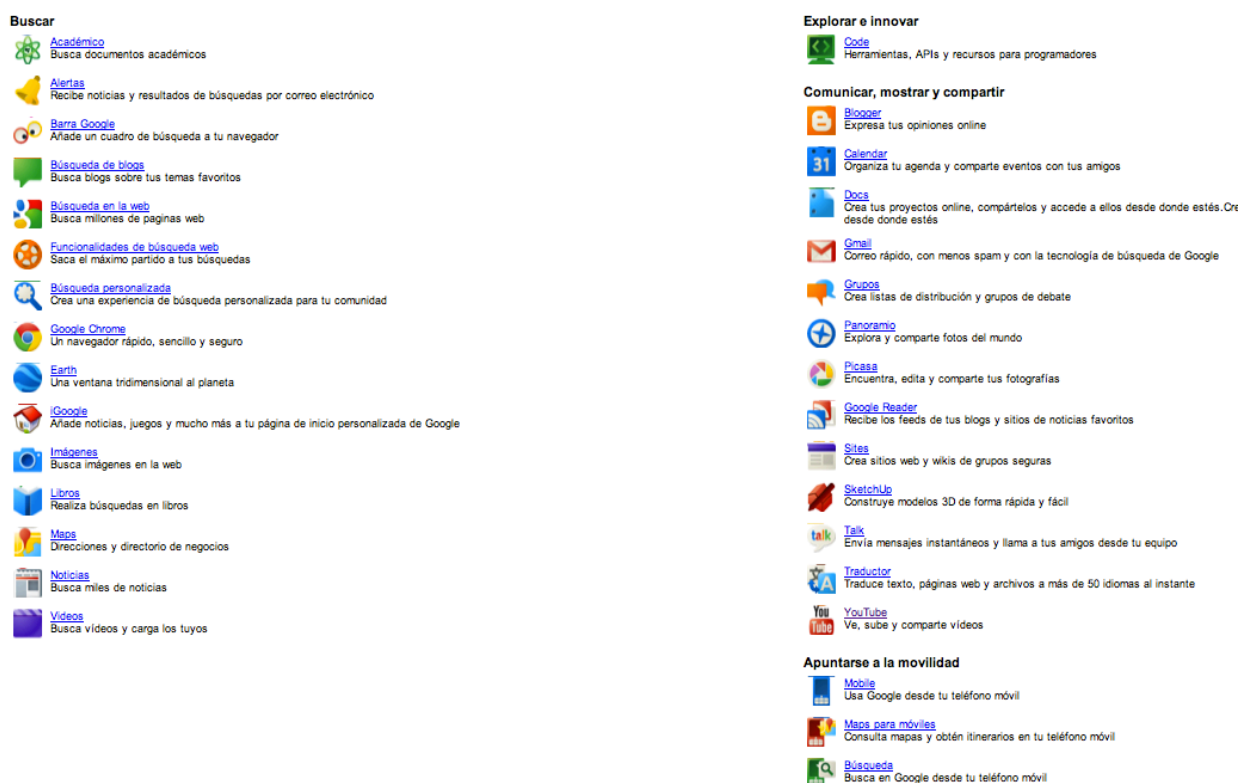 Buscar
Académico
Busca documentos académicos
Alertas
Recibe noticias y resultados de búsquedas por correo electrónico
Barra Google
Añade un cuadro de búsqueda a tu navegador
Búsqueda de blogs
Busca blogs sobre tus temas favoritos
Búsqueda en la web
Busca millones de paginas web
Funcionalidades de búsqueda web
Saca el máximo partido a tus búsquedas
Búsqueda personalizada
Crea una experiencia de búsqueda personalizada para tu comunidad
Google Chrome
Un navegador rápido, sencillo y seguro
Earth
Una ventana tridimensional al planeta
iGoogle
Añade noticias, juegos y mucho más a tu página de inicio personalizada de Google
Imágenes
Busca imágenes en la web
Libros
Realiza búsquedas en libros
Maps
Direcciones y directorio de negocios
Noticias
Busca miles de noticias
Videos
Busca vídeos y carga los tuyos
Explorar e innovar
Code
Herramientas, APIs y recursos para programadores
Comunicar, mostrar y compartir
Blogger
Expresa tus opiniones online
31
Calendar
Organiza tu agenda y comparte eventos con tus amigos
Docs
Crea tus proyectos online, compártelos y accede a ellos desde donde estés.Cre
desde donde estés
Gmail
Correo rápido, con menos spam y con la tecnología de búsqueda de Google
Grupos
Crea listas de distribución y grupos de debate
Panoramio
Explora y comparte fotos del mundo
Picasa
Encuentra, edita y comparte tus fotografías
Google Reader
Recibe los feeds de tus blogs y sitios de noticias favoritos
Sites
Crea sitios web y wikis de grupos seguras
SketchUp
Construye modelos 3D de forma rápida y fácil
talk
Talk
Envía mensajes instantáneos y llama a tus amigos desde tu equipo
Traductor
Traduce texto, páginas web y archivos a más de 50 idiomas al instante
You
Tube
YouTube
Ve, sube y comparte vídeos
Apuntarse a la movilidad
Mobile
Usa Google desde tu teléfono móvil
Maps para móviles
Consulta mapas y obtén itinerarios en tu teléfono móvil
Búsqueda
Busca en Google desde tu teléfono móvil